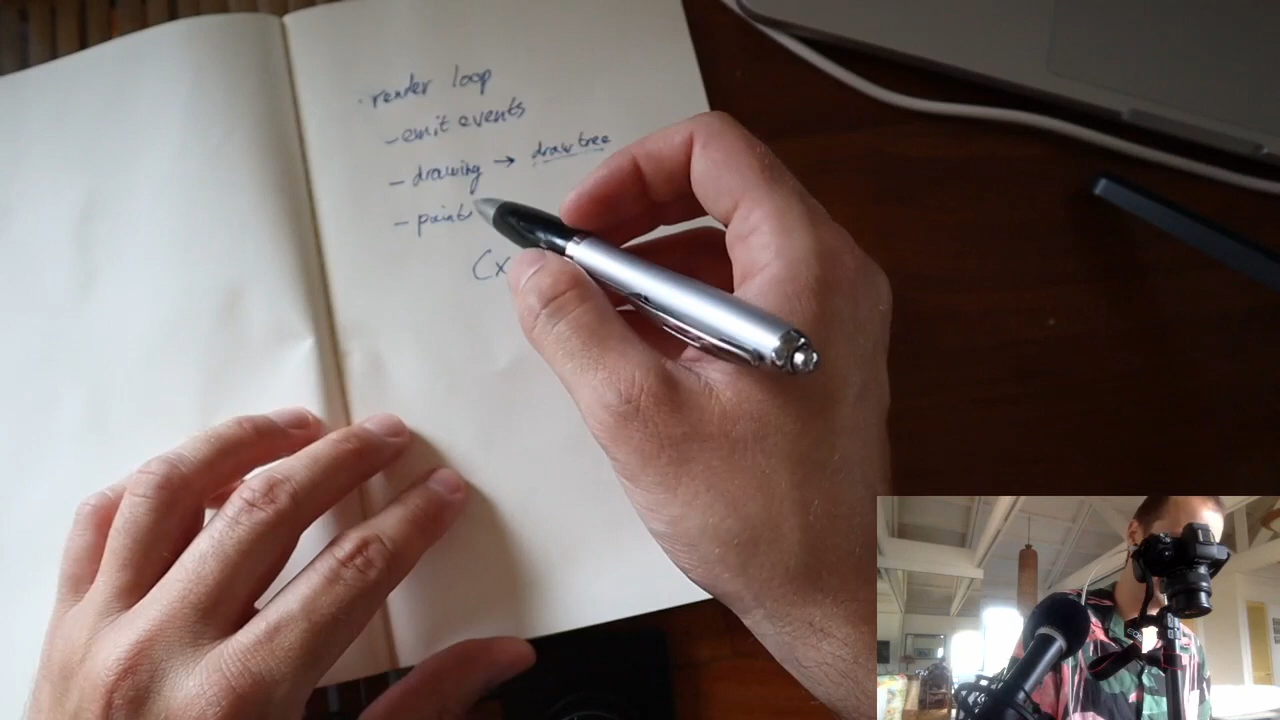 · render loop
- emit events
- drawing → draw tree
- paint
Cx